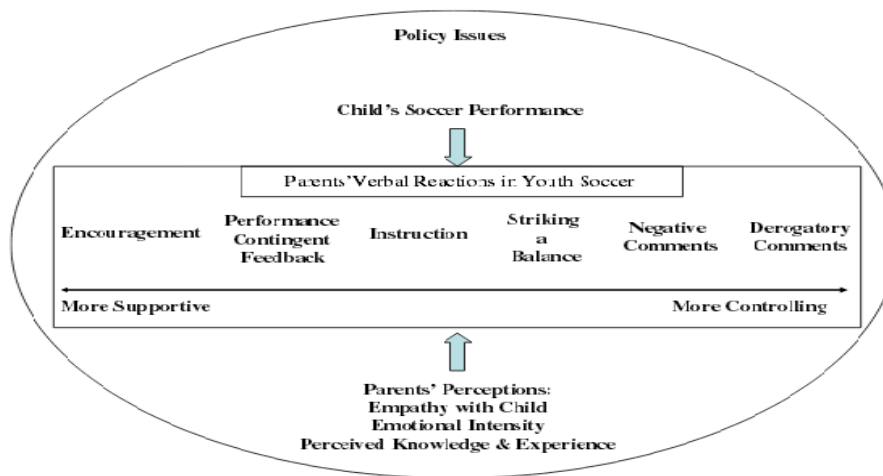 Policy Issues
Child's Soccer Performance
Parents' Verbal Reactions in Youth Soccer
Encouragement
Performance
Contingent
Feedback
Instruction
Striking
a
Balance
Negative
Comments
Derogatory
Comments
More Supportive
More Controlling
Parents' Perceptions:
Empathy with Child
Emotional Intensity
Perceived Knowledge & Experience